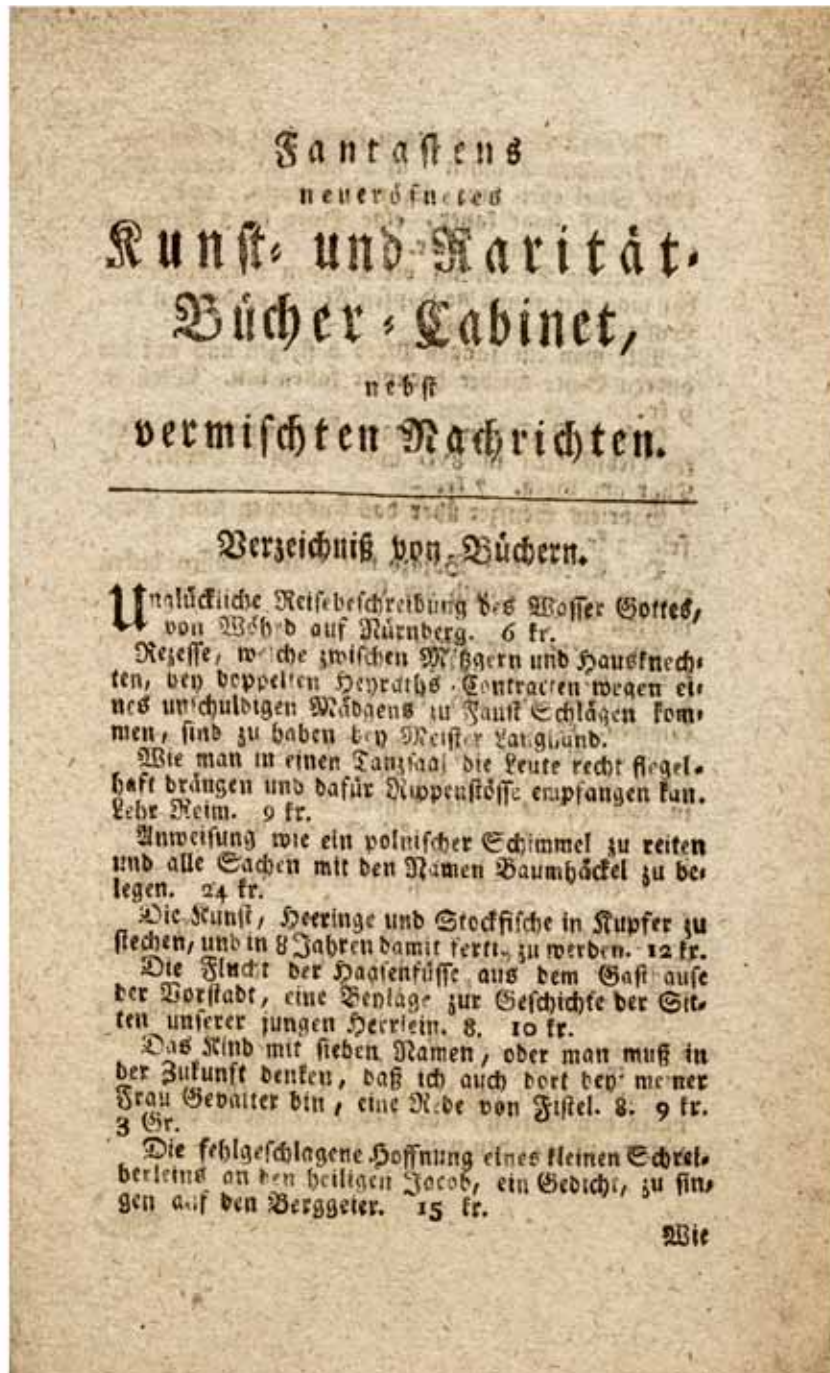 Fantastens
neueröfnetes
Kunst- und Rarität-
Bücher-Cabinet,
nebst
vermischten Nachrichten.
Verzeichniß von Büchern.
Unglückliche Reisebeschreibung des Wasser Gottes,
von Wöhrd auf Nürnberg. 6 kr.
Rezesse, welche zwischen Metzgern und Hausknech-
ten, bey doppelten Heyraths-Contracten wegen ei-
nes unschuldigen Mädgens zu Faust Schlägen kom-
men, sind zu haben bey Meister
Wie man in einen Tanzsaal die Leute recht flegel-
haft drängen und dafür Rippenstösse empfangen kan.
Lehr Reim. 9 kr.
Anweisung wie ein polnischer Schimmel zu reiten
und alle Sachen mit den Namen Baumhäckel zu be-
legen. 24 kr.
Die Kunst, Heeringe und Stockfische in Kupfer zu
stechen, und in 8 Jahren damit fertig zu werden. 12 kr.
Die Flucht der Haasenfüsse aus dem Gasthause
der Vorstadt, eine Beylage zur Geschichte der Sit-
ten unserer jungen Heerlein. 8. 10 kr.
Das Kind mit sieben Namen, oder man muß in
der Zukunft denken, daß ich auch dort bey meiner
Frau Gevatter bin, eine Rede von Fistel. 8. 9 kr.
3 Gr.
Die fehlgeschlagene Hoffnung eines kleinen Schrei-
berleins an den heiligen Jacob, ein Gedicht, zu sin-
gen auf den Berggeier. 15 kr.
Wie